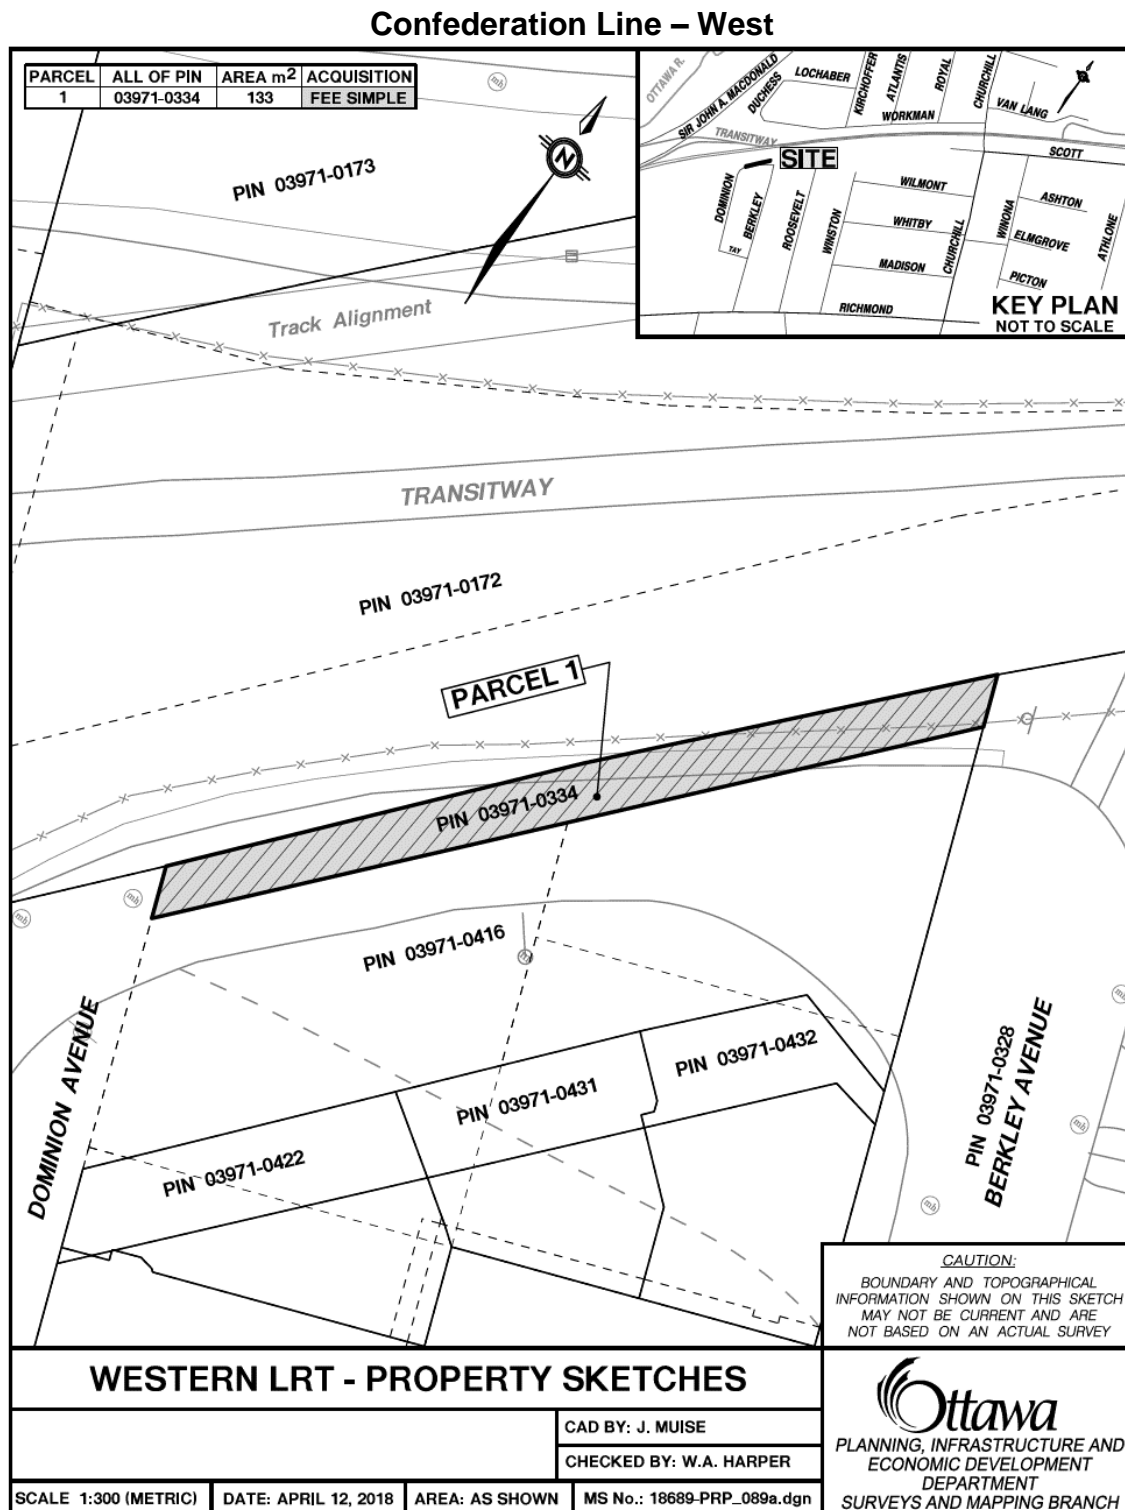 Confederation Line – West
PARCEL ALL OF PIN AREA m² ACQUISITION
1 03971-0334 133 FEE SIMPLE
mh
N
PIN 03971-0173
Track Alignment
OTTAWA R.
SIR JOHN A. MACDONALD
DUCHESS
LOCHABER
KIRCHOFFER
ATLANTIS
ROYAL
CHURCHILL
VAN LANG
WORKMAN
TRANSITWAY
SITE
SCOTT
DOMINION
BERKLEY
TAY
ROOSEVELT
WINSTON
WILMONT
WHITBY
MADISON
CHURCHILL
WINONA
ASHTON
ELMGROVE
PICTON
ATHLONE
RICHMOND
KEY PLAN
NOT TO SCALE
TRANSITWAY
PIN 03971-0172
PARCEL 1
PIN 03971-0334
mh
mh
PIN 03971-0416
DOMINION AVENUE
PIN 03971-0432
PIN 03971-0431
PIN 03971-0422
PIN 03971-0328
BERKLEY AVENUE
mh
mh
mh
CAUTION:
BOUNDARY AND TOPOGRAPHICAL
INFORMATION SHOWN ON THIS SKETCH
MAY NOT BE CURRENT AND ARE
NOT BASED ON AN ACTUAL SURVEY
WESTERN LRT - PROPERTY SKETCHES
CAD BY: J. MUISE
CHECKED BY: W.A. HARPER
SCALE 1:300 (METRIC) DATE: APRIL 12, 2018 AREA: AS SHOWN MS No.: 18689-PRP_089a.dgn
Ottawa
PLANNING, INFRASTRUCTURE AND
ECONOMIC DEVELOPMENT
DEPARTMENT
SURVEYS AND MAPPING BRANCH